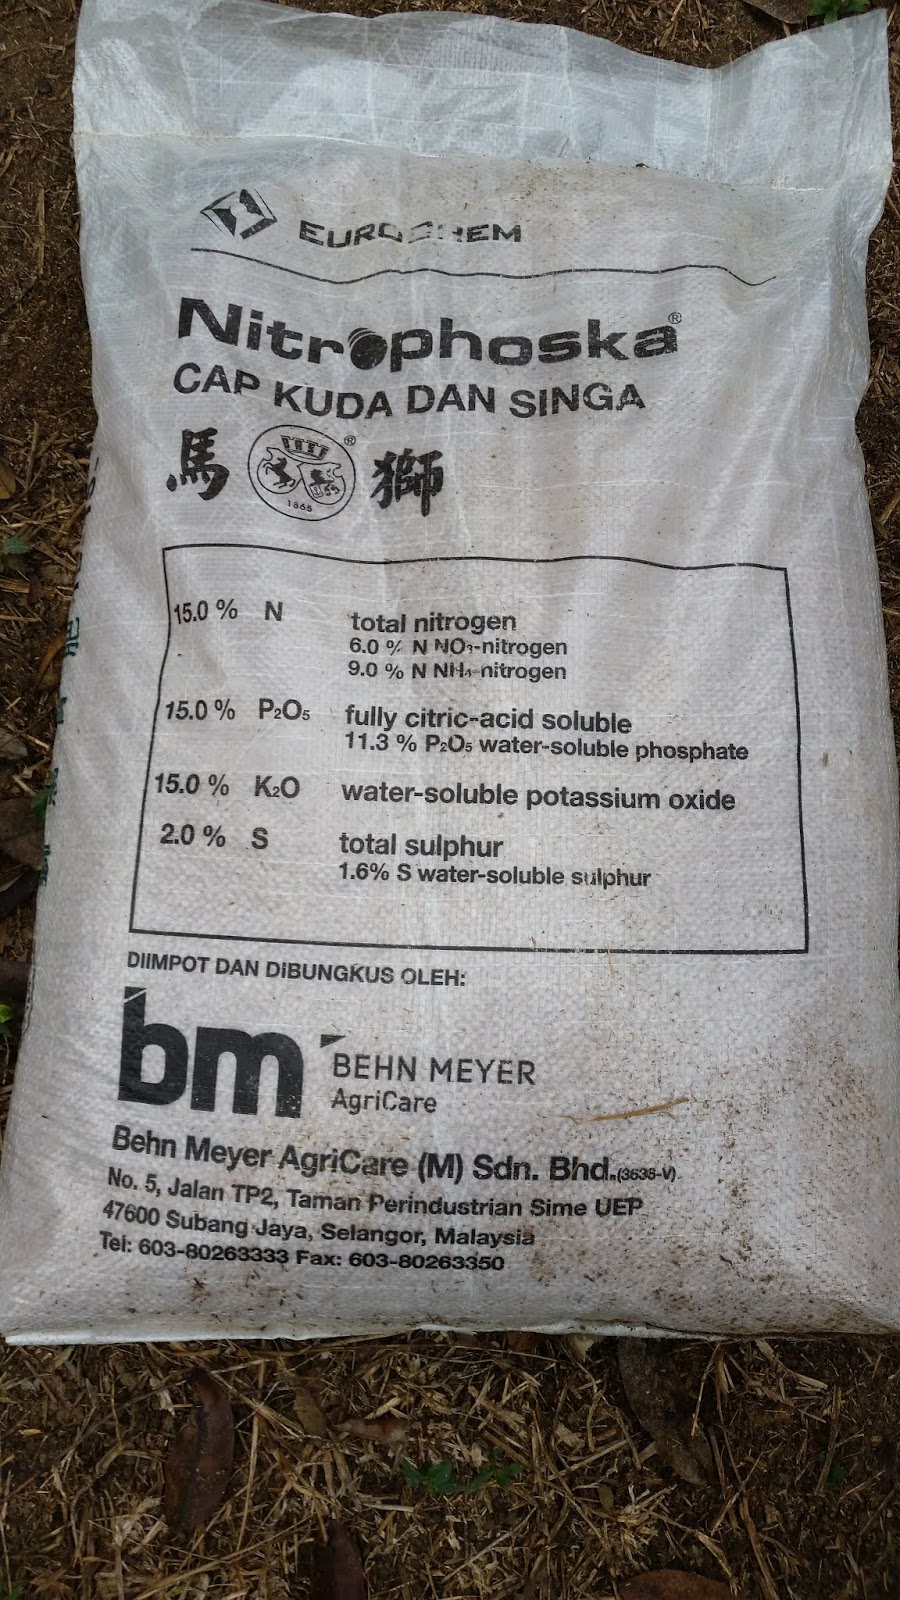 EUROCHEM
Nitrophoska®
CAP KUDA DAN SINGA
馬 ® 獅
1865
15.0 % N total nitrogen
6.0 % N NO3-nitrogen
9.0 % N NH4-nitrogen
15.0 % P2O5 fully citric-acid soluble
11.3 % P2O5 water-soluble phosphate
15.0 % K2O water-soluble potassium oxide
2.0 % S total sulphur
1.6% S water-soluble sulphur
DIIMPOT DAN DIBUNGKUS OLEH:
bm BEHN MEYER
AgriCare
Behn Meyer AgriCare (M) Sdn. Bhd.(3635-V)
No. 5, Jalan TP2, Taman Perindustrian Sime UEP
47600 Subang Jaya, Selangor, Malaysia
Tel: 603-80263333 Fax: 603-80263350